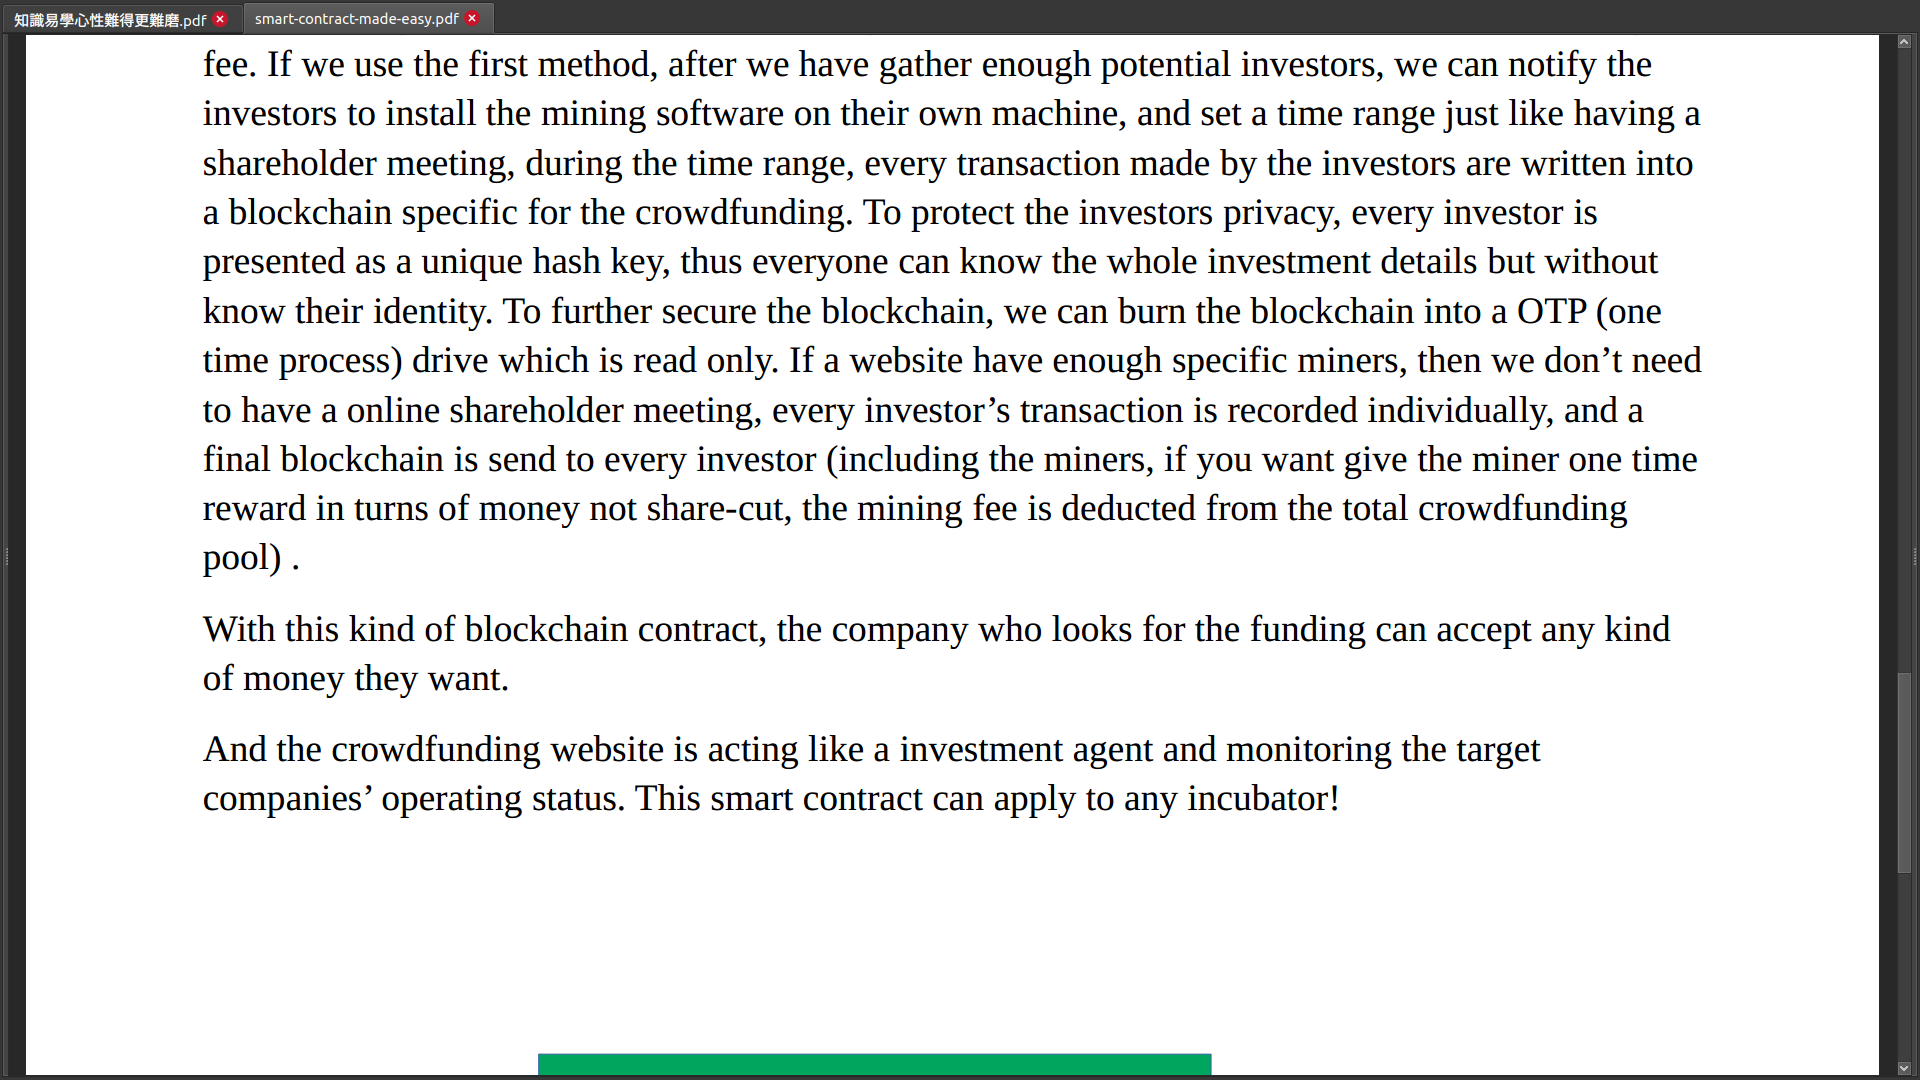 知識易學心性難得更難磨.pdf
smart-contract-made-easy.pdf
fee. If we use the first method, after we have gather enough potential investors, we can notify the
investors to install the mining software on their own machine, and set a time range just like having a
shareholder meeting, during the time range, every transaction made by the investors are written into
a blockchain specific for the crowdfunding. To protect the investors privacy, every investor is
presented as a unique hash key, thus everyone can know the whole investment details but without
know their identity. To further secure the blockchain, we can burn the blockchain into a OTP (one
time process) drive which is read only. If a website have enough specific miners, then we don’t need
to have a online shareholder meeting, every investor’s transaction is recorded individually, and a
final blockchain is send to every investor (including the miners, if you want give the miner one time
reward in turns of money not share-cut, the mining fee is deducted from the total crowdfunding
pool) .
With this kind of blockchain contract, the company who looks for the funding can accept any kind
of money they want.
And the crowdfunding website is acting like a investment agent and monitoring the target
companies’ operating status. This smart contract can apply to any incubator!